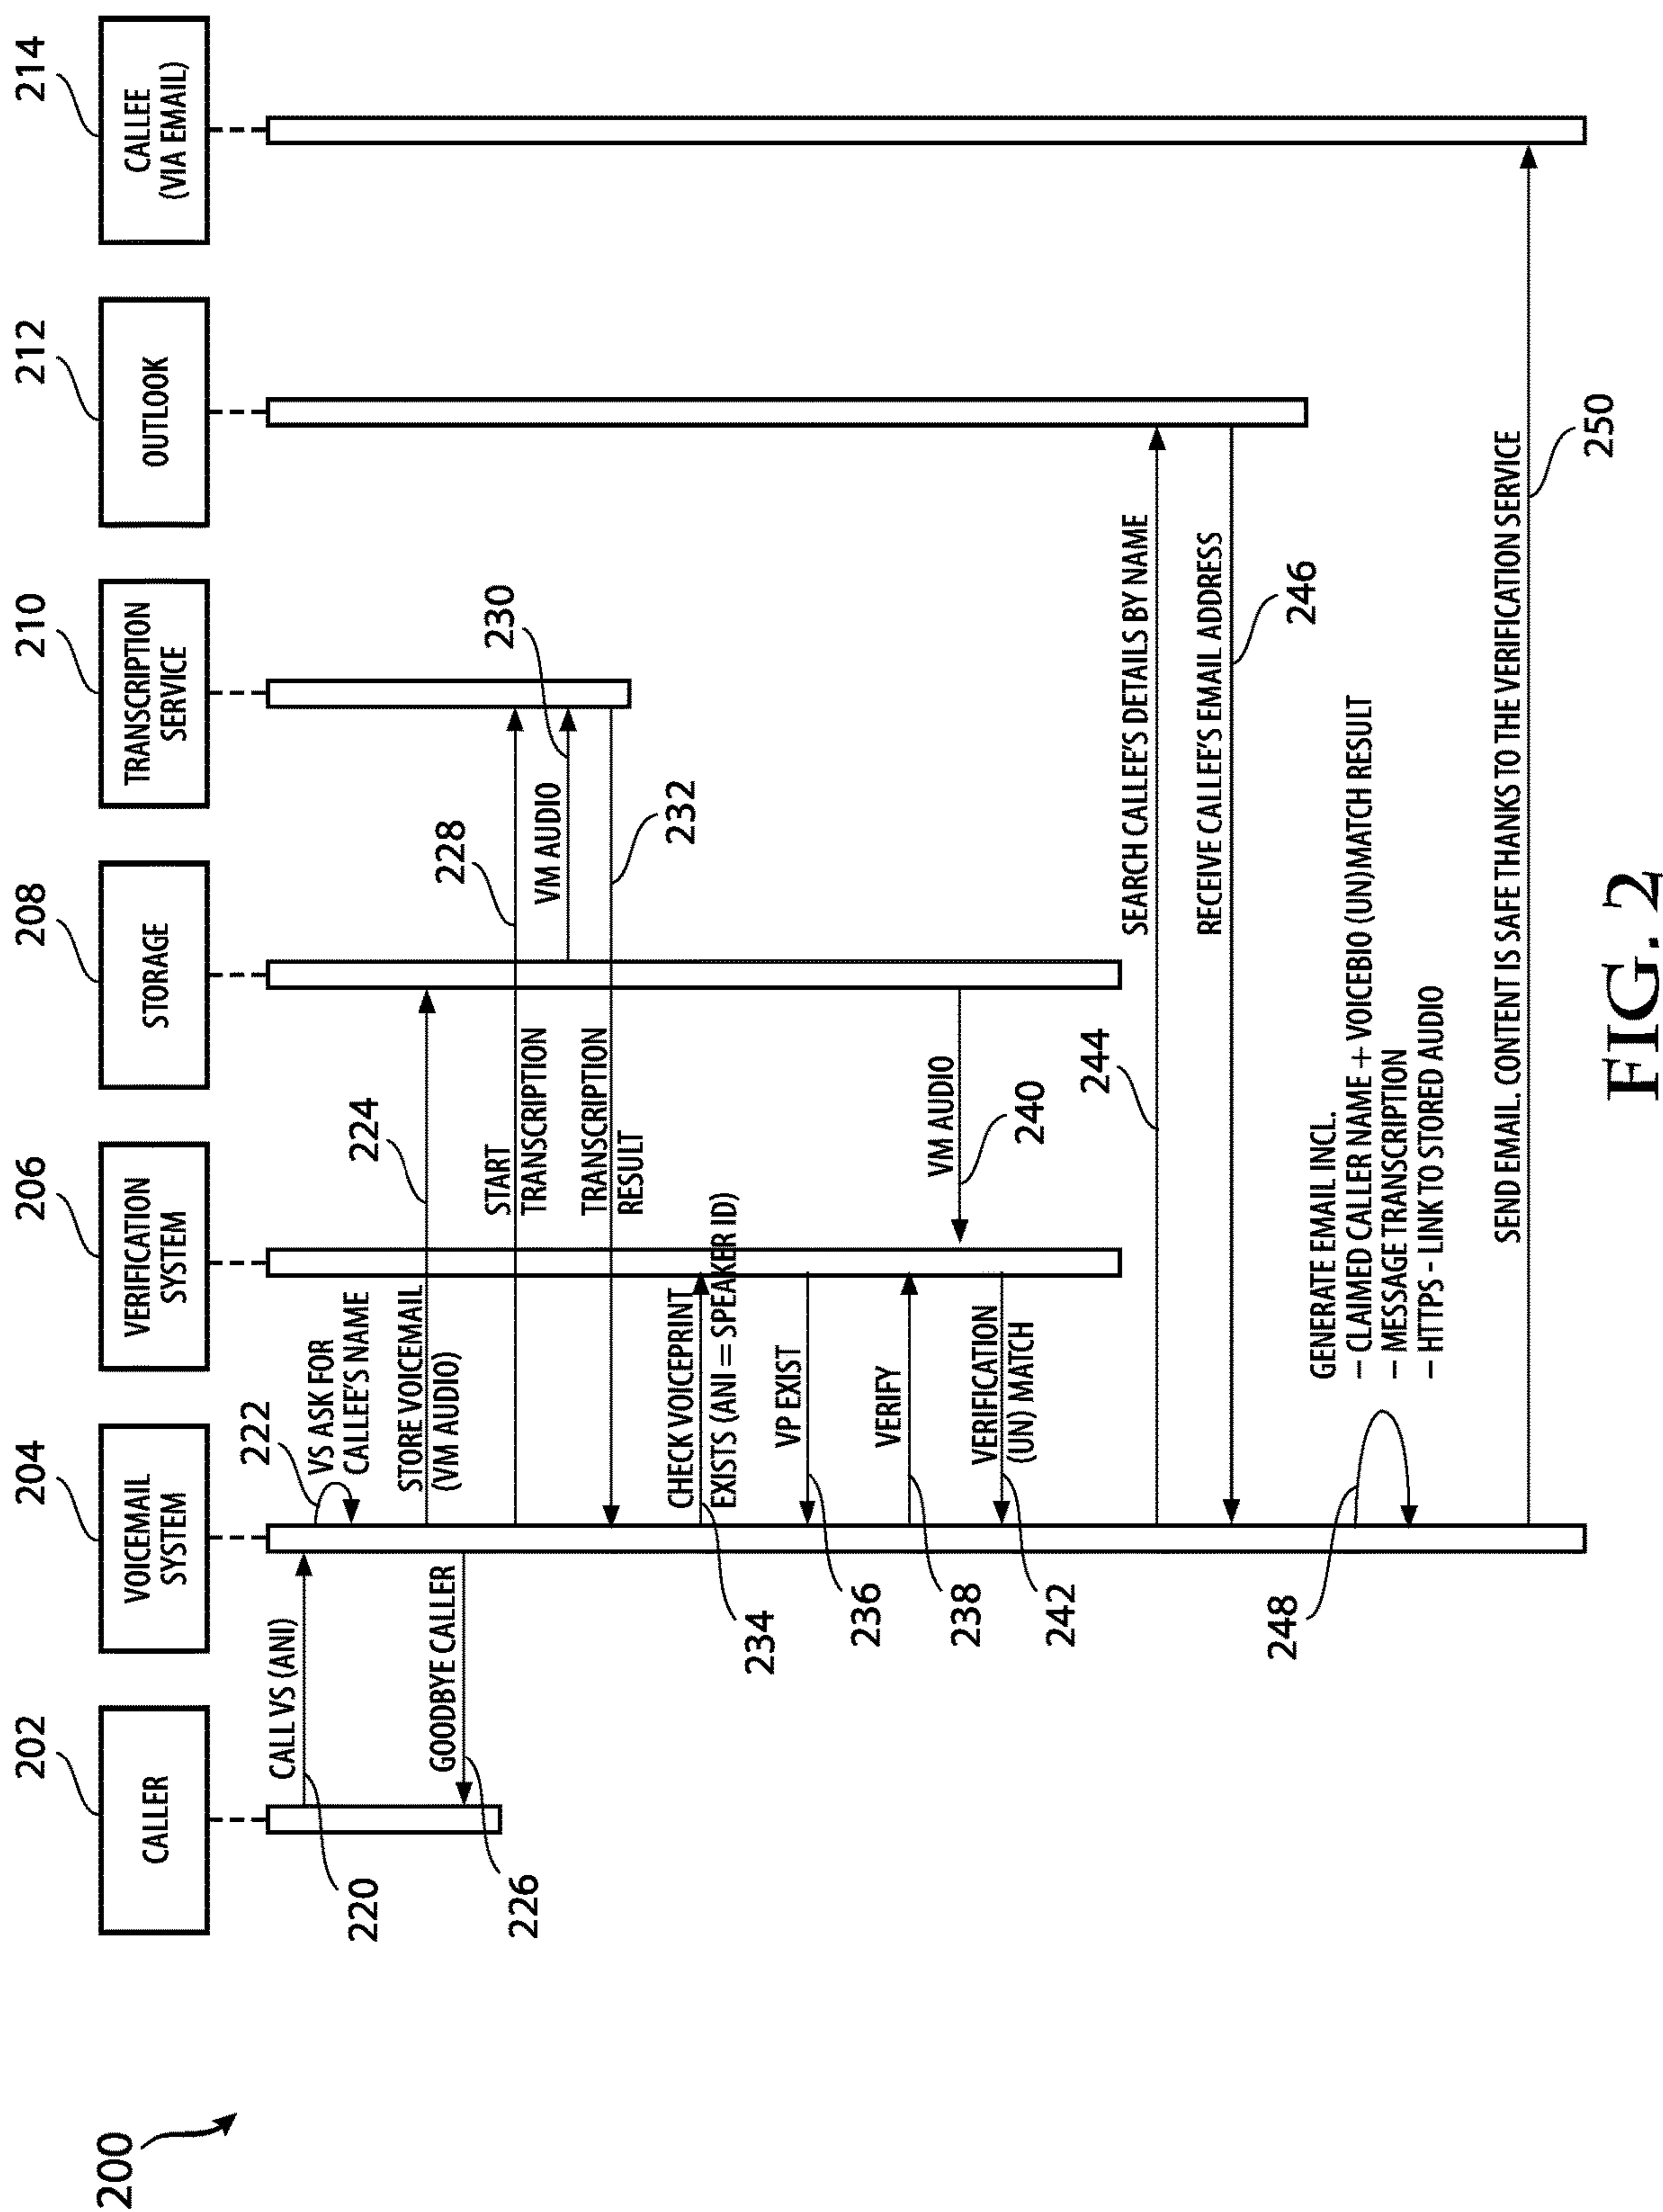 200
202
204
206
208
210
212
214
CALLER
VOICEMAIL
SYSTEM
VERIFICATION
SYSTEM
STORAGE
TRANSCRIPTION
SERVICE
OUTLOOK
CALLEE
(VIA EMAIL)
CALL VS (ANI)
220
222
VS ASK FOR
CALLEE'S NAME
224
STORE VOICEMAIL
(VM AUDIO)
GOODBYE CALLER
226
228
START
TRANSCRIPTION
230
VM AUDIO
TRANSCRIPTION
RESULT
232
CHECK VOICEPRINT
EXISTS (ANI = SPEAKER ID)
234
VP EXIST
236
VERIFY
238
VM AUDIO
240
VERIFICATION
(UN) MATCH
242
244
SEARCH CALLEE'S DETAILS BY NAME
RECEIVE CALLEE'S EMAIL ADDRESS
246
248
GENERATE EMAIL INCL.
– CLAIMED CALLER NAME + VOICEBIO (UN)MATCH RESULT
– MESSAGE TRANSCRIPTION
– HTTPS - LINK TO STORED AUDIO
SEND EMAIL. CONTENT IS SAFE THANKS TO THE VERIFICATION SERVICE
250
FIG. 2